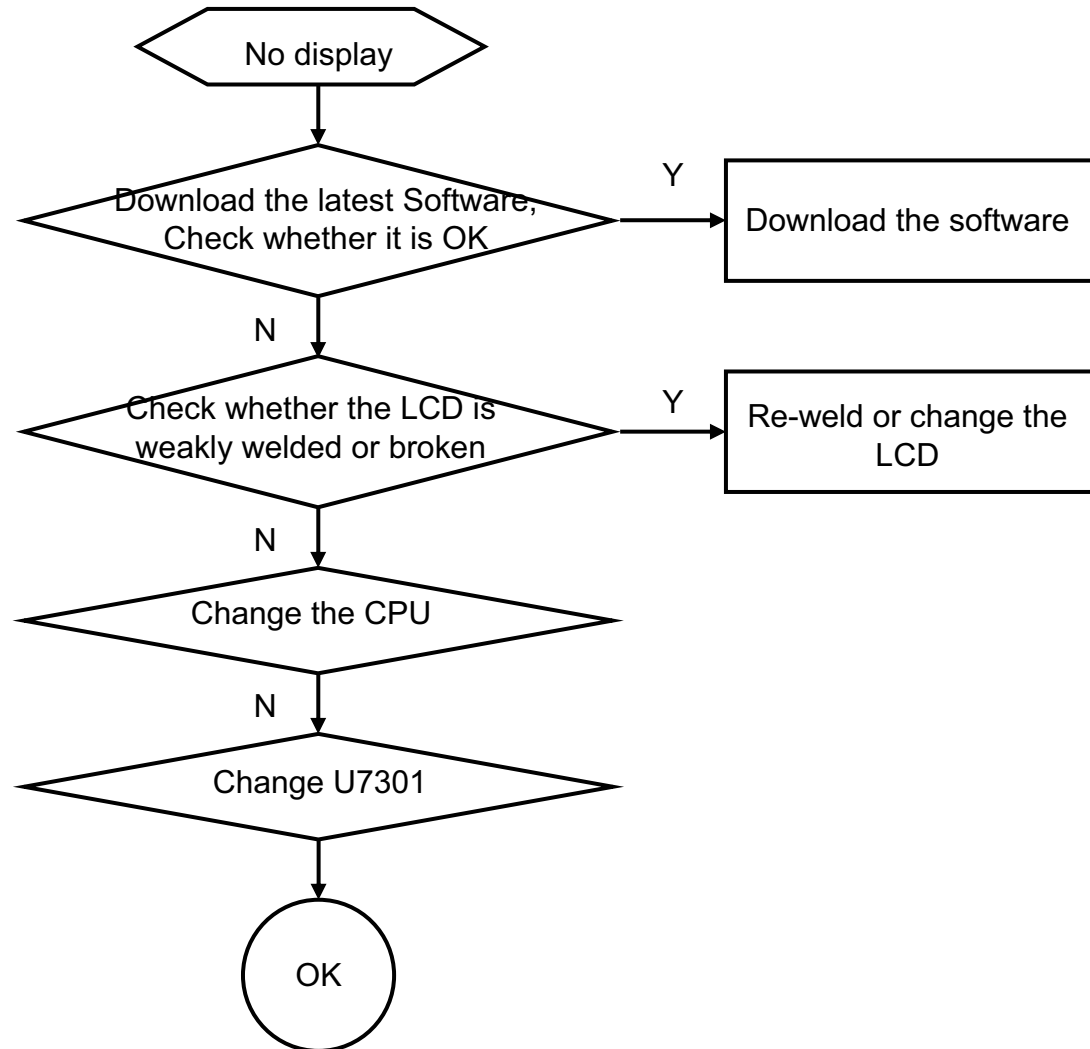 No display
Download the latest Software,
Check whether it is OK
Y
Download the software
N
Check whether the LCD is
weakly welded or broken
Y
Re-weld or change the
LCD
N
Change the CPU
N
Change U7301
OK